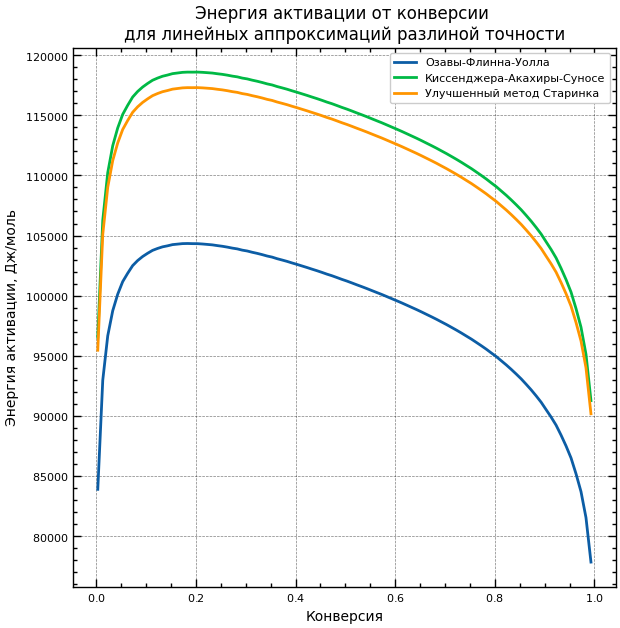 Энергия активации от конверсии
для линейных аппроксимаций разлиной точности
Озавы-Флинна-Уолла
Киссенджера-Акахиры-Суносе
Улучшенный метод Старинка
Энергия активации, Дж/моль
120000
115000
110000
105000
100000
95000
90000
85000
80000
0.0 0.2 0.4 0.6 0.8 1.0
Конверсия